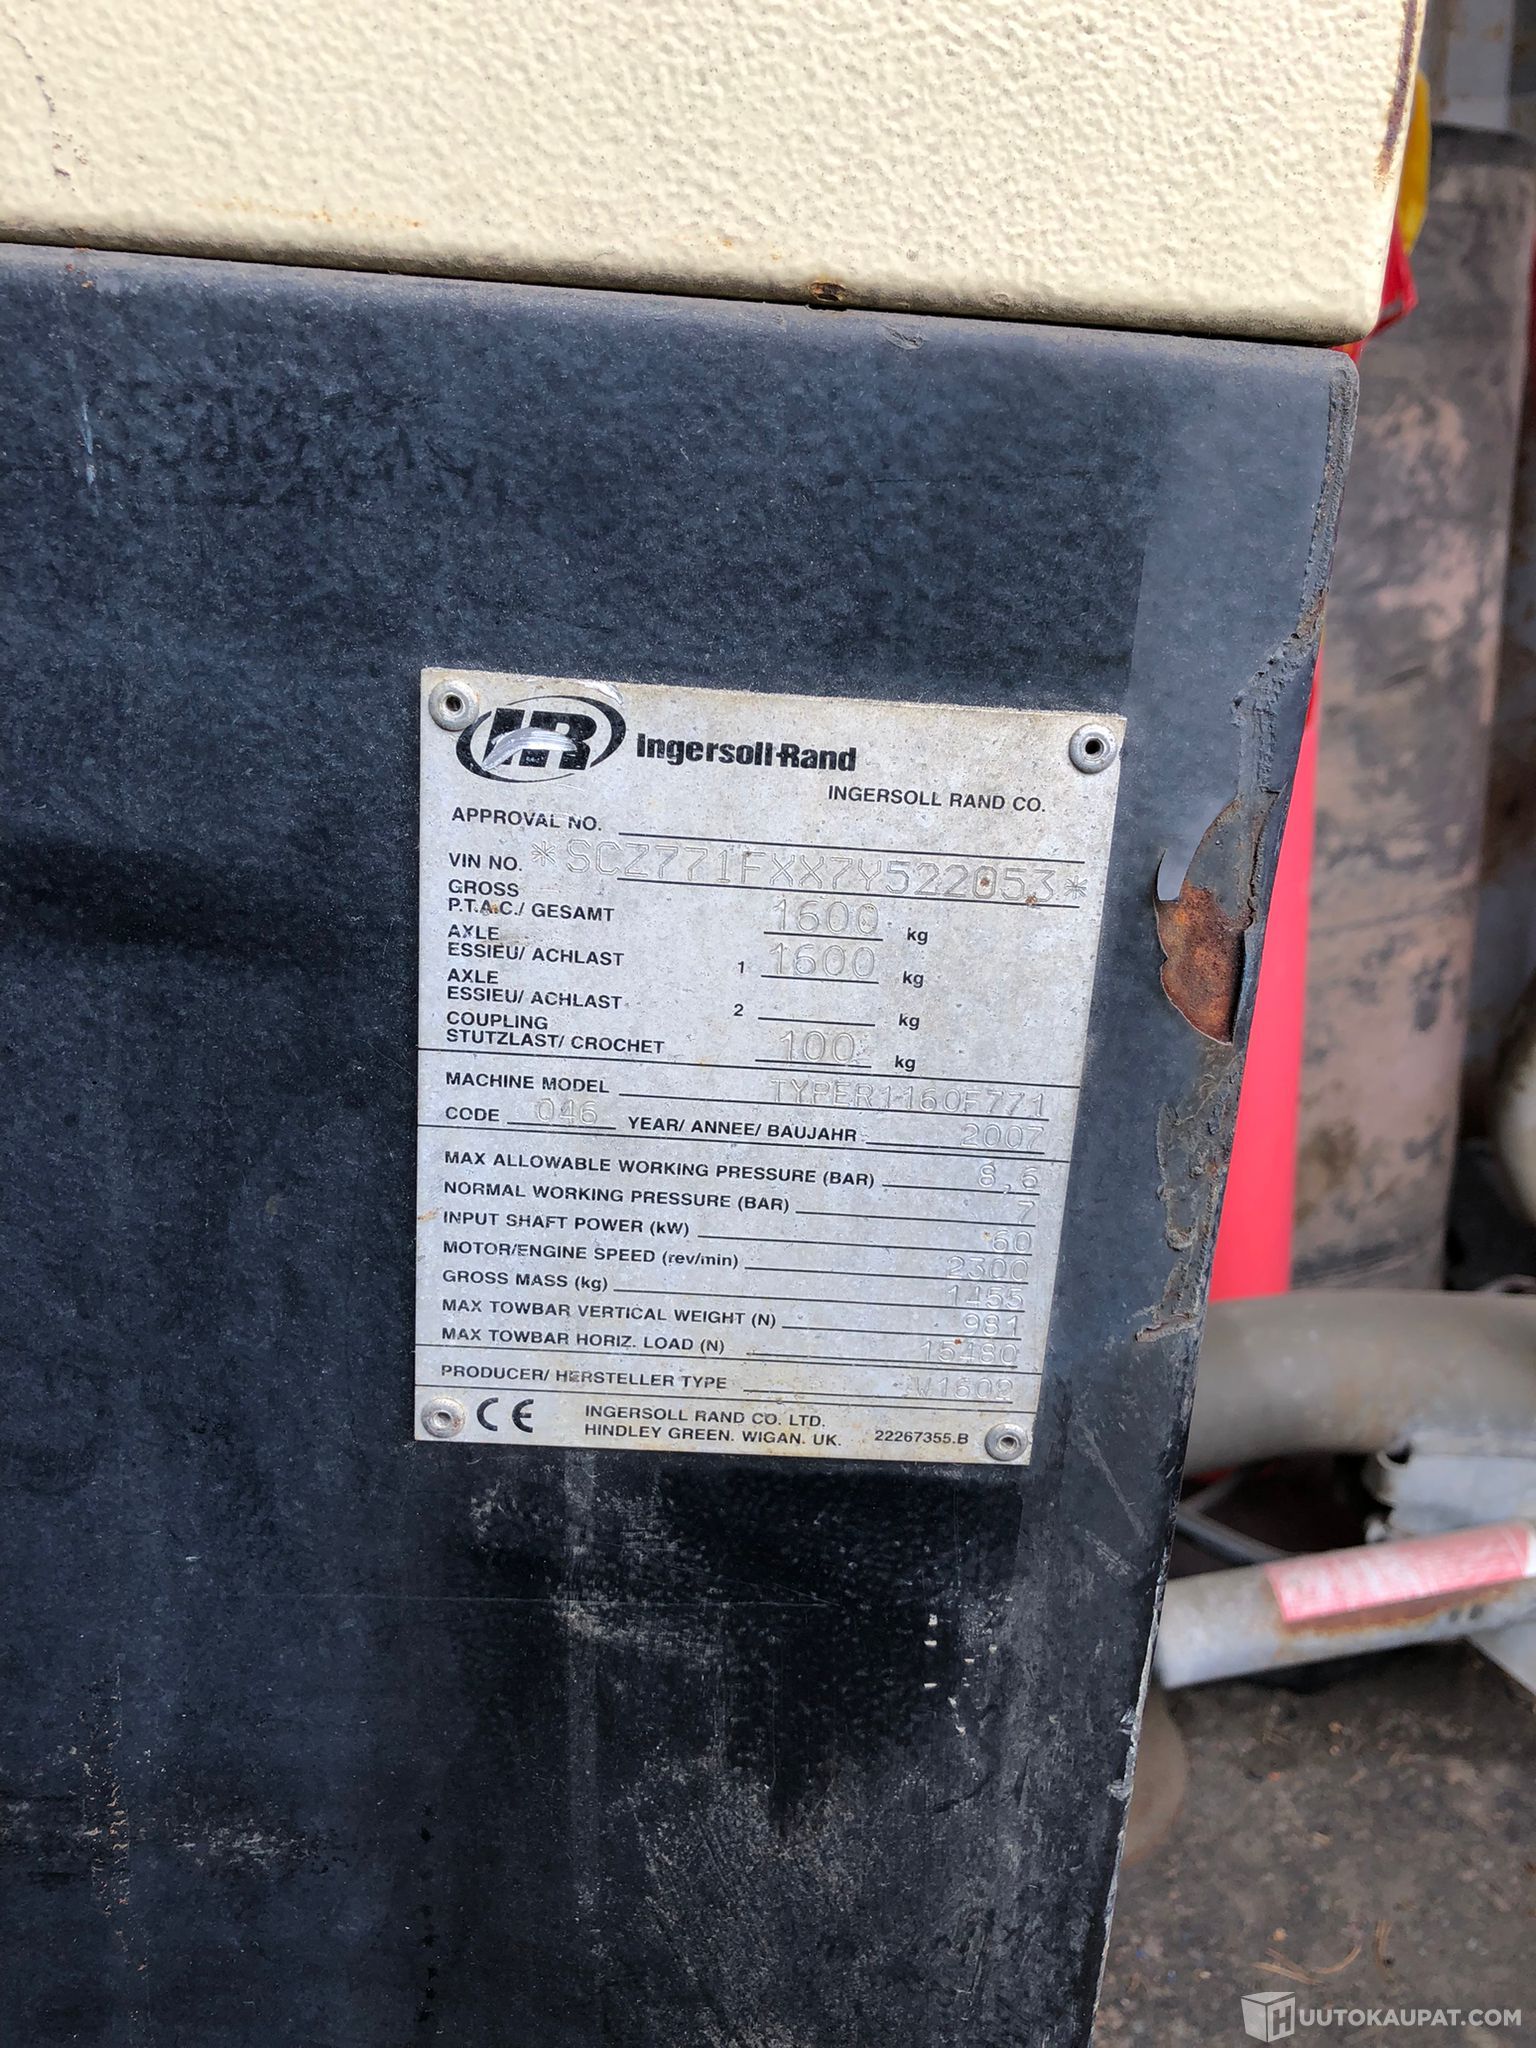 IR Ingersoll-Rand
INGERSOLL RAND CO.
APPROVAL NO.
VIN NO. *SCZ771FXX7Y522053*
GROSS
P.T.A.C./ GESAMT 1600 kg
AXLE
ESSIEU/ ACHLAST 1 1600 kg
AXLE
ESSIEU/ ACHLAST 2 kg
COUPLING
STUTZLAST/ CROCHET 100 kg
MACHINE MODEL TYPER1160F771
CODE 046 YEAR/ ANNEE/ BAUJAHR 2007
MAX ALLOWABLE WORKING PRESSURE (BAR) 8,6
NORMAL WORKING PRESSURE (BAR) 7
INPUT SHAFT POWER (kW) 60
MOTOR/ENGINE SPEED (rev/min) 2300
GROSS MASS (kg) 1455
MAX TOWBAR VERTICAL WEIGHT (N) 981
MAX TOWBAR HORIZ. LOAD (N) 15480
PRODUCER/ HERSTELLER TYPE W1602
CE INGERSOLL RAND CO. LTD.
HINDLEY GREEN. WIGAN. UK. 22267355.B
HUUTOKAUPAT.COM